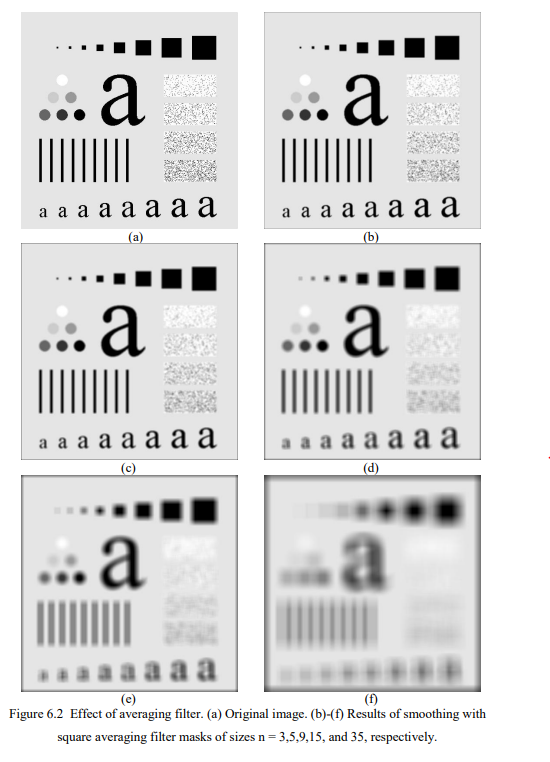 a
a
a a a a a a a a
a a a a a a a a
(a)
(b)
a
a
a a a a a a a a
a a a a a a a a
(c)
(d)
a
a
a a a a a a a a
(e)
(f)
Figure 6.2 Effect of averaging filter. (a) Original image. (b)-(f) Results of smoothing with
square averaging filter masks of sizes n = 3,5,9,15, and 35, respectively.